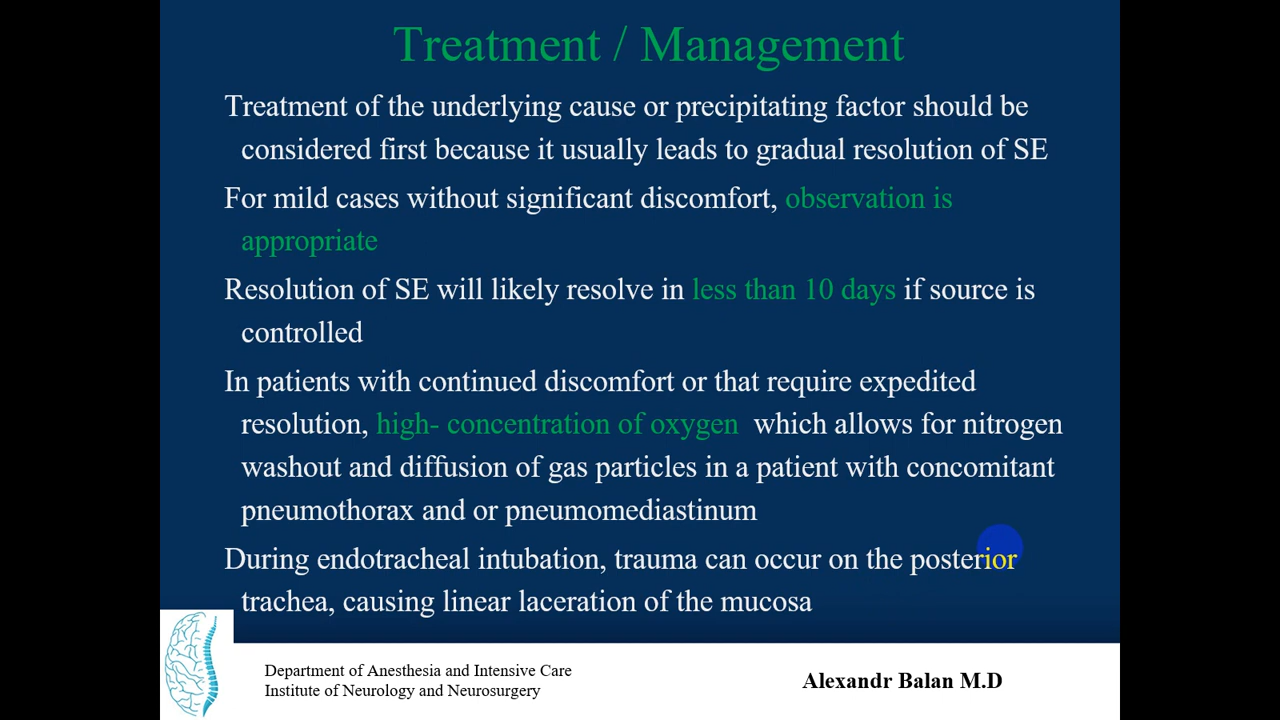 Treatment / Management
Treatment of the underlying cause or precipitating factor should be
considered first because it usually leads to gradual resolution of SE
For mild cases without significant discomfort, observation is
appropriate
Resolution of SE will likely resolve in less than 10 days if source is
controlled
In patients with continued discomfort or that require expedited
resolution, high- concentration of oxygen which allows for nitrogen
washout and diffusion of gas particles in a patient with concomitant
pneumothorax and or pneumomediastinum
During endotracheal intubation, trauma can occur on the posterior
trachea, causing linear laceration of the mucosa
Department of Anesthesia and Intensive Care
Institute of Neurology and Neurosurgery
Alexandr Balan M.D